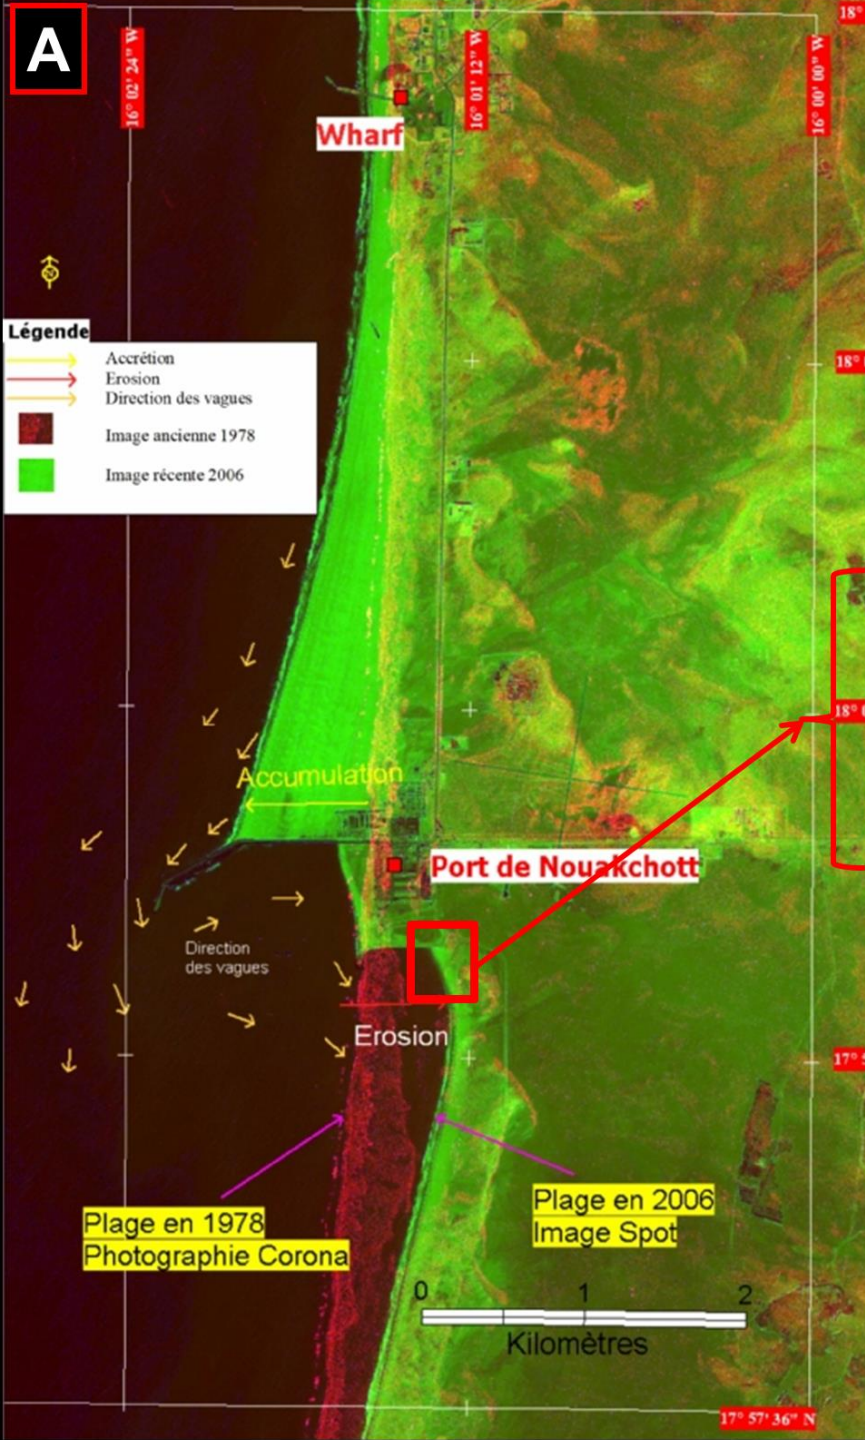 A
16° 02' 24" W
16° 01' 12" W
16° 00' 00" W
18°
Wharf
Légende
Accrétion
Erosion
Direction des vagues
Image ancienne 1978
Image récente 2006
18°
18°
Accumulation
Port de Nouakchott
Direction
des vagues
Erosion
17°
Plage en 1978
Photographie Corona
Plage en 2006
Image Spot
0 1 2
Kilomètres
17° 57' 36" N